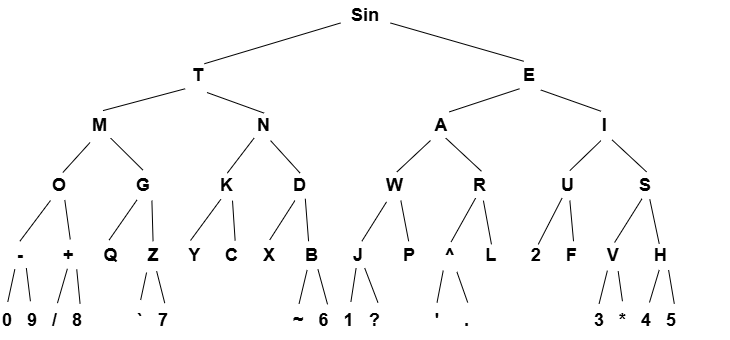 Sin
T E
M N A I
O G K D W R U S
- + Q Z Y C X B J P ^ L 2 F V H
0 9 / 8 ` 7 ~ 6 1 ? ' . 3 * 4 5